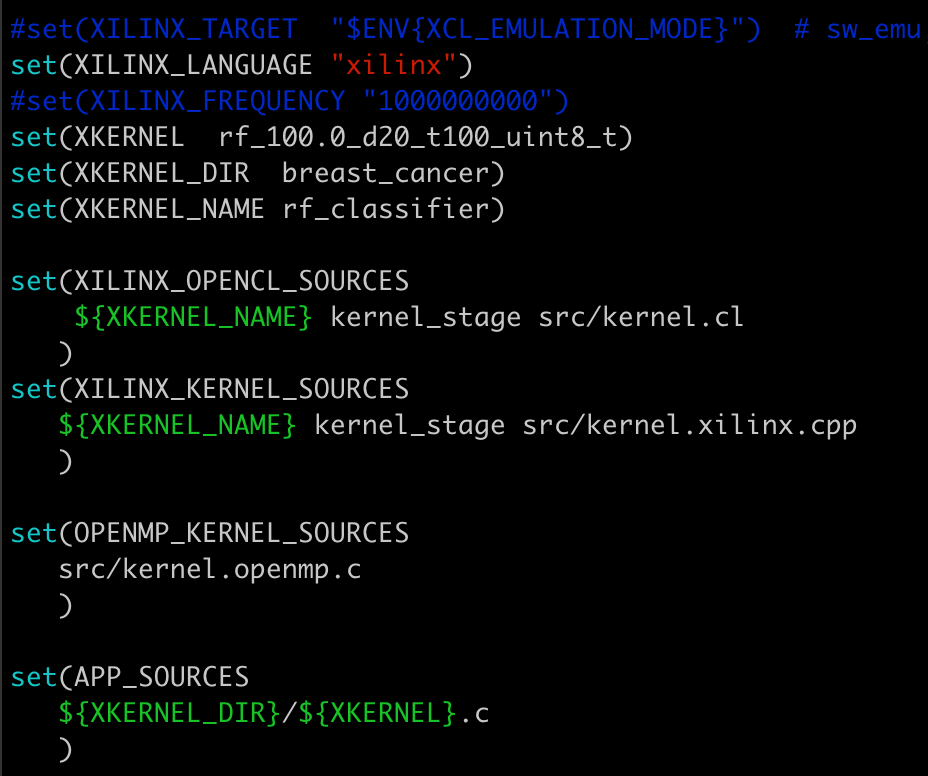 #set(XILINX_TARGET  "$ENV{XCL_EMULATION_MODE}")  # sw_emu
set(XILINX_LANGUAGE "xilinx")
#set(XILINX_FREQUENCY "1000000000")
set(XKERNEL  rf_100.0_d20_t100_uint8_t)
set(XKERNEL_DIR  breast_cancer)
set(XKERNEL_NAME rf_classifier)

set(XILINX_OPENCL_SOURCES
    ${XKERNEL_NAME} kernel_stage src/kernel.cl
   )
set(XILINX_KERNEL_SOURCES
   ${XKERNEL_NAME} kernel_stage src/kernel.xilinx.cpp
   )

set(OPENMP_KERNEL_SOURCES
   src/kernel.openmp.c
   )

set(APP_SOURCES
   ${XKERNEL_DIR}/${XKERNEL}.c
   )